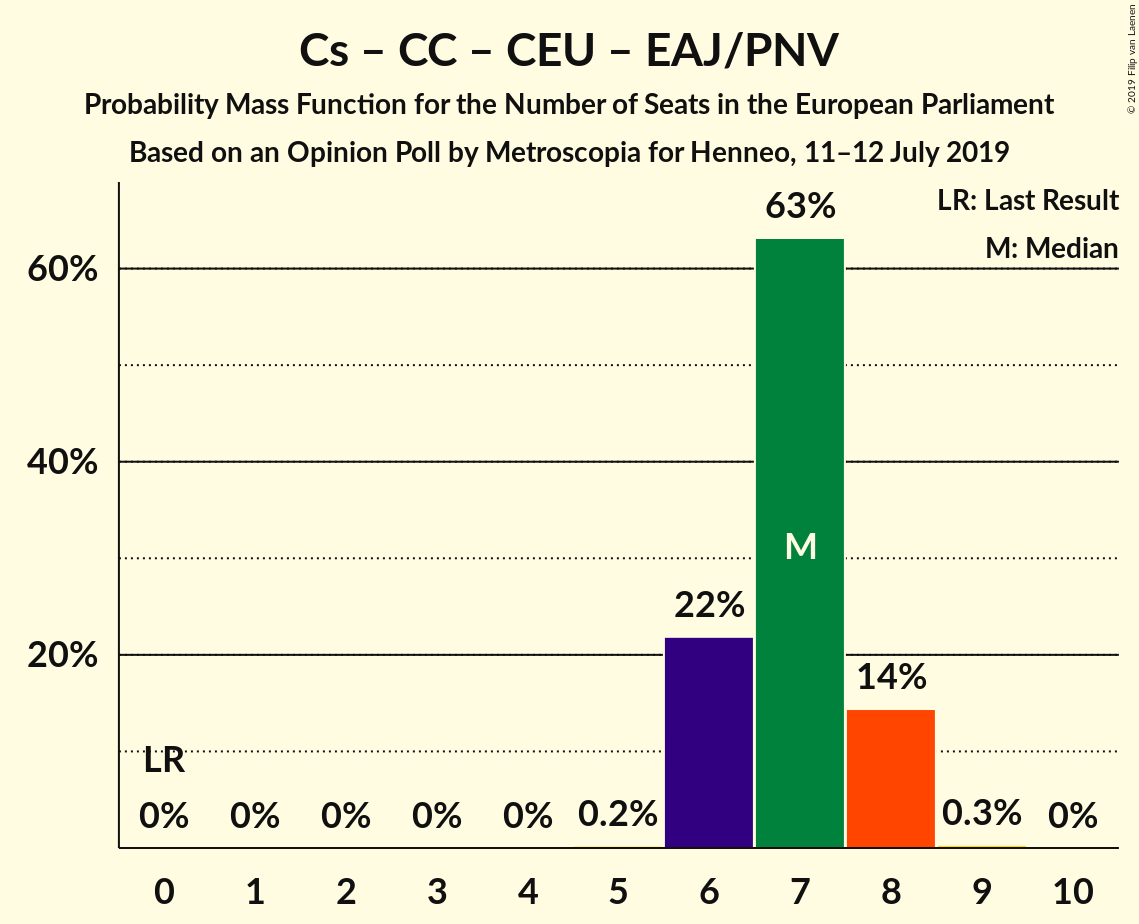 Cs – CC – CEU – EAJ/PNV
Probability Mass Function for the Number of Seats in the European Parliament
Based on an Opinion Poll by Metroscopia for Henneo, 11–12 July 2019
© 2019 Filip van Laenen
LR: Last Result
M: Median
60%
40%
20%
63%
M
22%
14%
LR
0% 0% 0% 0% 0% 0.2% 0.3% 0%
0 1 2 3 4 5 6 7 8 9 10